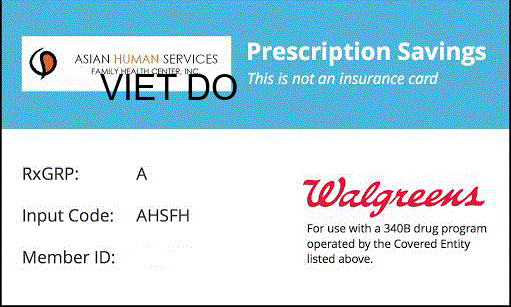 ASIAN HUMAN SERVICES
FAMILY HEALTH CENTER, INC.
VIET DO
Prescription Savings
This is not an insurance card
RxGRP: A
Input Code: AHSFH
Member ID:
Walgreens
For use with a 340B drug program
operated by the Covered Entity
listed above.